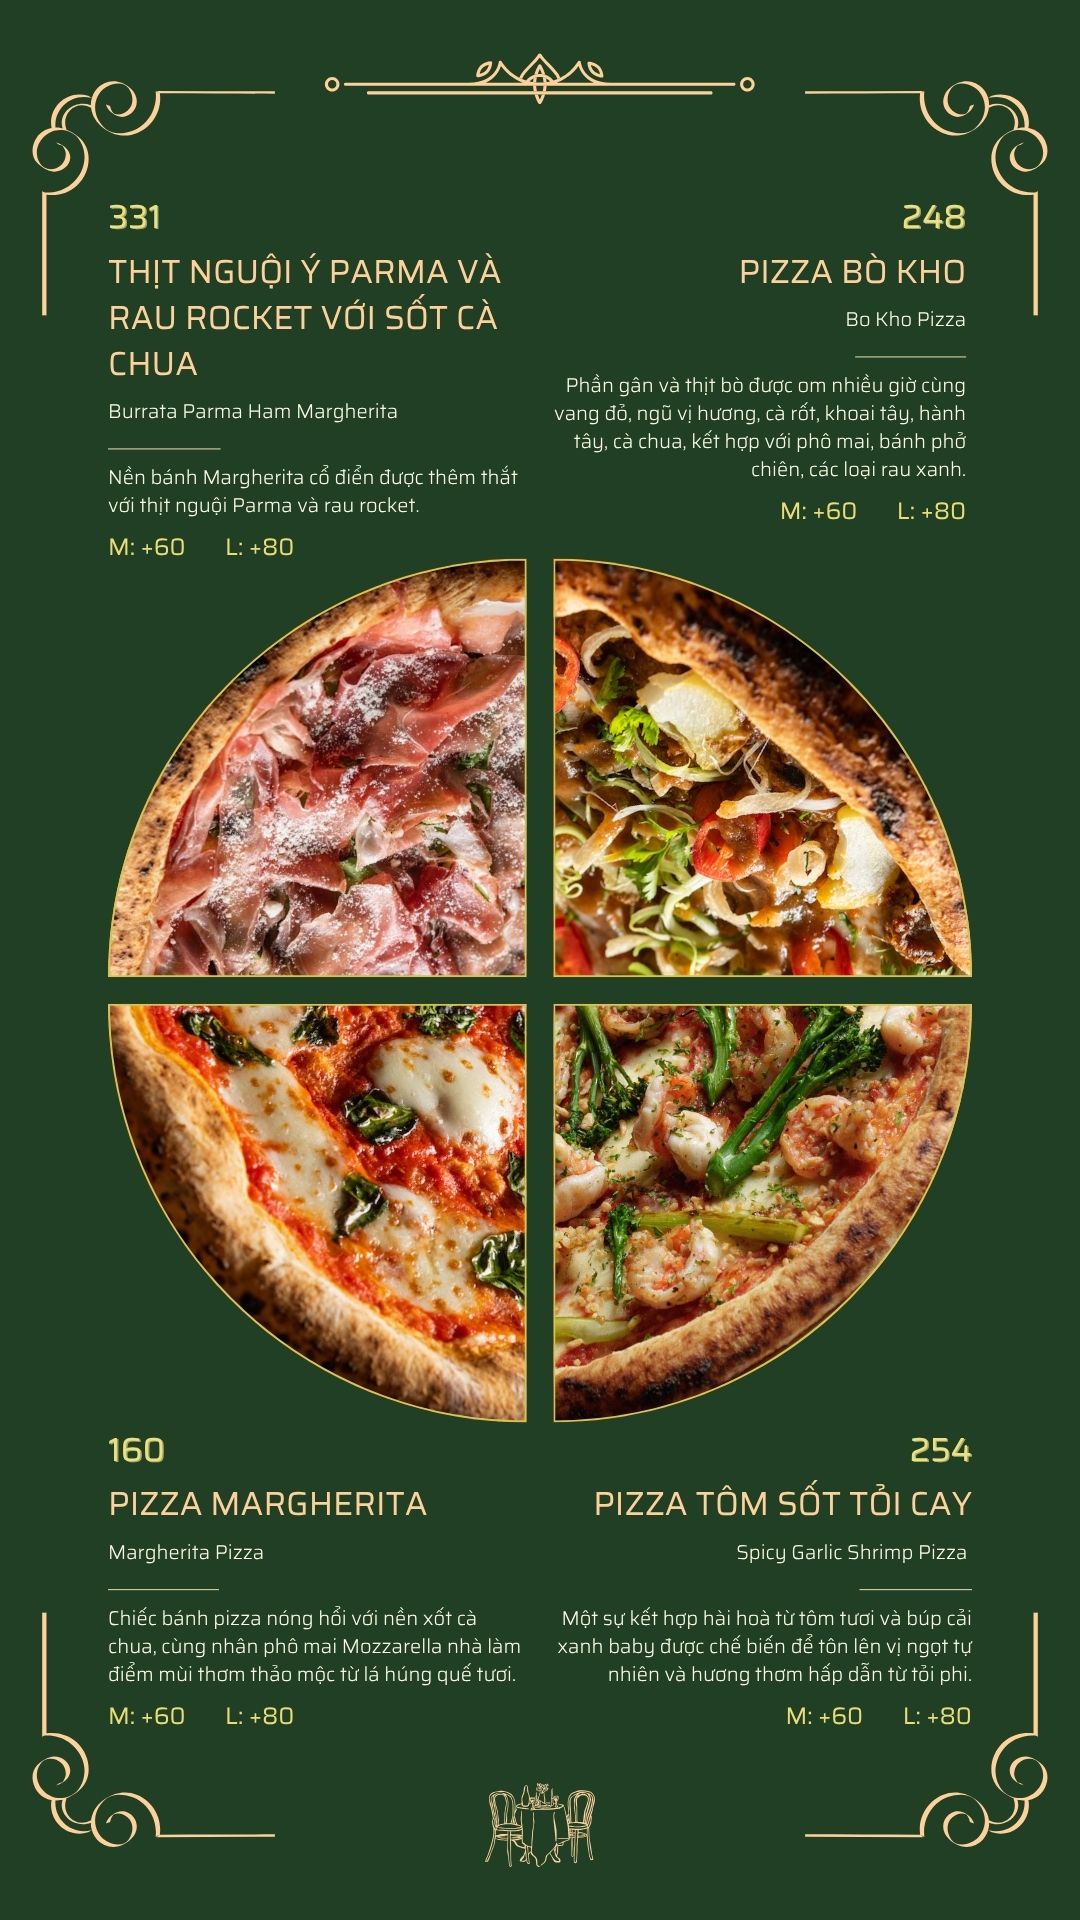 331
THỊT NGUỘI Ý PARMA VÀ
RAU ROCKET VỚI SỐT CÀ
CHUA
Burrata Parma Ham Margherita
Nền bánh Margherita cổ điển được thêm thắt
với thịt nguội Parma và rau rocket.
M: +60 L: +80
248
PIZZA BÒ KHO
Bo Kho Pizza
Phần gân và thịt bò được om nhiều giờ cùng
vang đỏ, ngũ vị hương, cà rốt, khoai tây, hành
tây, cà chua, kết hợp với phô mai, bánh phở
chiên, các loại rau xanh.
M: +60 L: +80
160
PIZZA MARGHERITA
Margherita Pizza
Chiếc bánh pizza nóng hổi với nền xốt cà
chua, cùng nhân phô mai Mozzarella nhà làm
điểm mùi thơm thảo mộc từ lá húng quế tươi.
M: +60 L: +80
254
PIZZA TÔM SỐT TỎI CAY
Spicy Garlic Shrimp Pizza
Một sự kết hợp hài hoà từ tôm tươi và búp cải
xanh baby được chế biến để tôn lên vị ngọt tự
nhiên và hương thơm hấp dẫn từ tỏi phi.
M: +60 L: +80